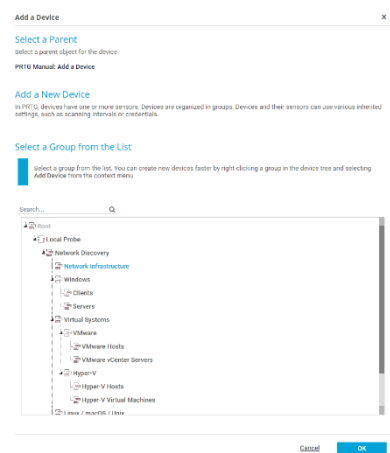 Add a Device x
Select a Parent
Select a parent object for the device.
PRTG Manual: Add a Device
Add a New Device
In PRTG, devices have one or more sensors. Devices are organized in groups. Devices and their sensors can use various inherited
settings, such as scanning intervals or credentials.
Select a Group from the List
Select a group from the list. You can create new devices faster by right-clicking a group in the device tree and selecting
Add Device from the context menu.
Search...
Root
Local Probe
Network Discovery
Network Infrastructure
Windows
Clients
Servers
Virtual Systems
VMware
VMware Hosts
VMware vCenter Servers
Hyper-V
Hyper-V Hosts
Hyper-V Virtual Machines
Linux / macOS / Unix
Cancel OK